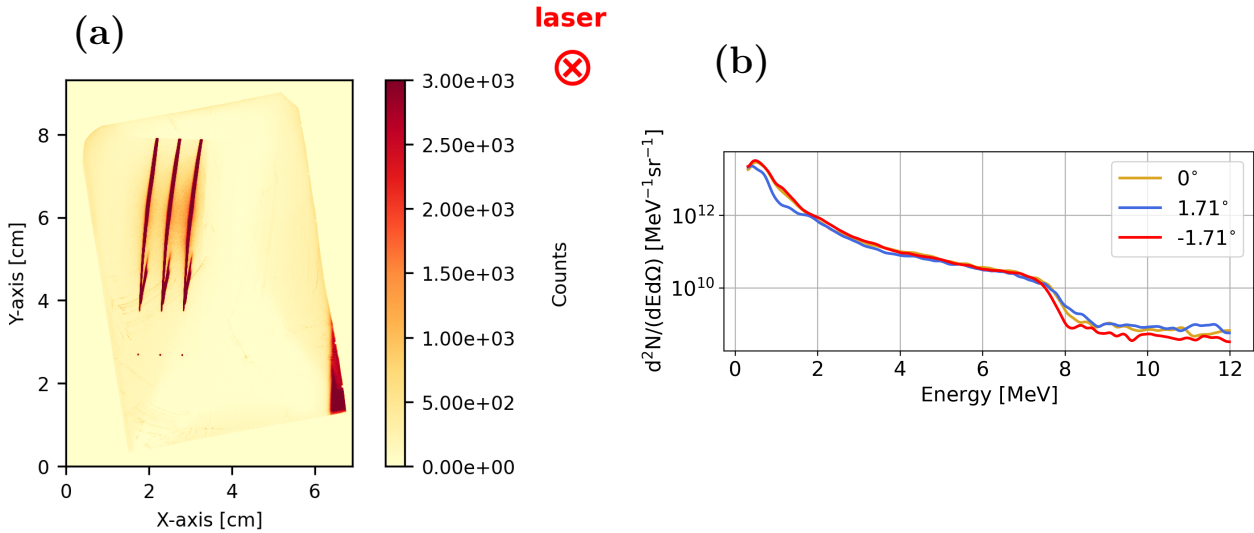 (a)
laser
8
6
4
2
0
0 2 4 6
Y-axis [cm]
X-axis [cm]
3.00e+03
2.50e+03
2.00e+03
1.50e+03
1.00e+03
5.00e+02
0.00e+00
Counts
(b)
d²N/(dEdΩ) [MeV⁻¹sr⁻¹]
10¹²
10¹⁰
0 2 4 6 8 10 12
Energy [MeV]
0°
1.71°
-1.71°